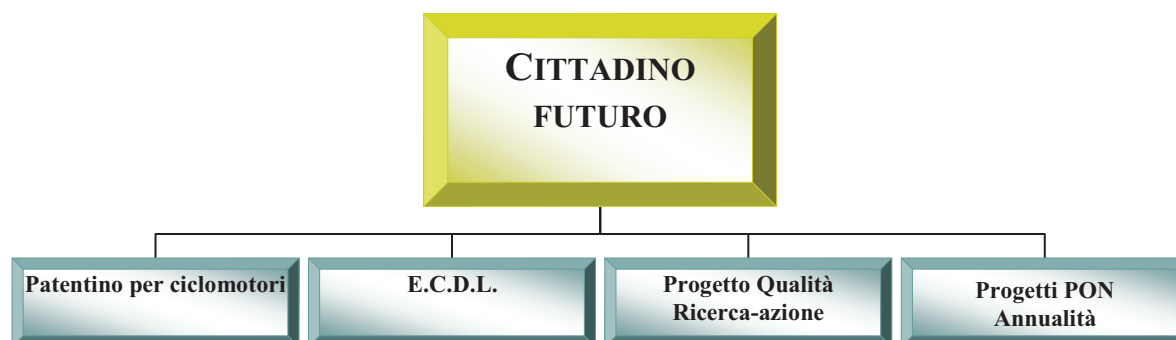 CITTADINO
FUTURO
Patentino per ciclomotori
E.C.D.L.
Progetto Qualità
Ricerca-azione
Progetti PON
Annualità